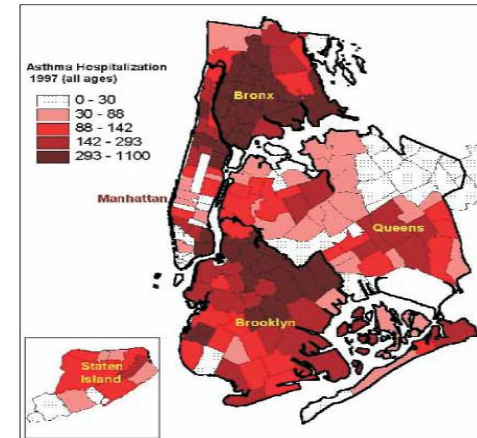 Asthma Hospitalization
1997 (all ages)
0 - 30
30 - 88
88 - 142
142 - 293
293 - 1100
Bronx
Manhattan
Queens
Brooklyn
Staten
Island